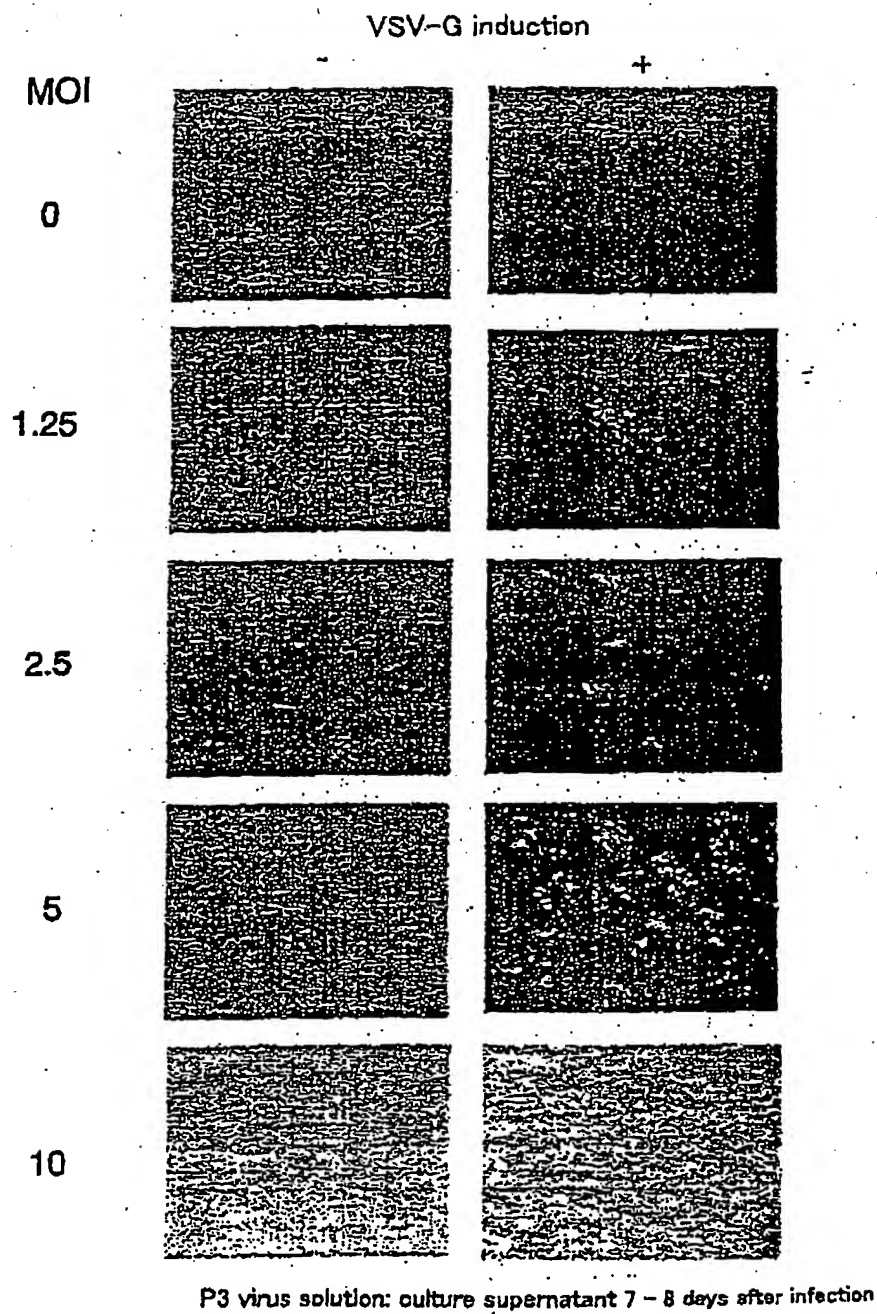 VSV-G induction
- +
MOI
0
1.25
2.5
5
10
P3 virus solution: culture supernatant 7 – 8 days after infection